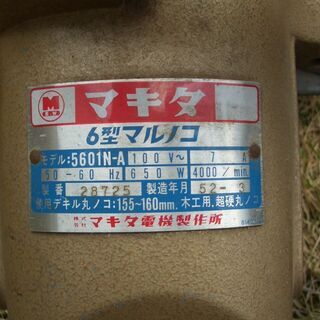 M
マキタ
6型マルノコ
モデル:5601N-A 100V~ 7 A
50-60 Hz 650 W 4000/min.
製番 28725 製造年月 52-3
使用デキル丸ノコ:155~160mm. 木工用,超硬丸ノコ
株式会社 マキタ電機製作所